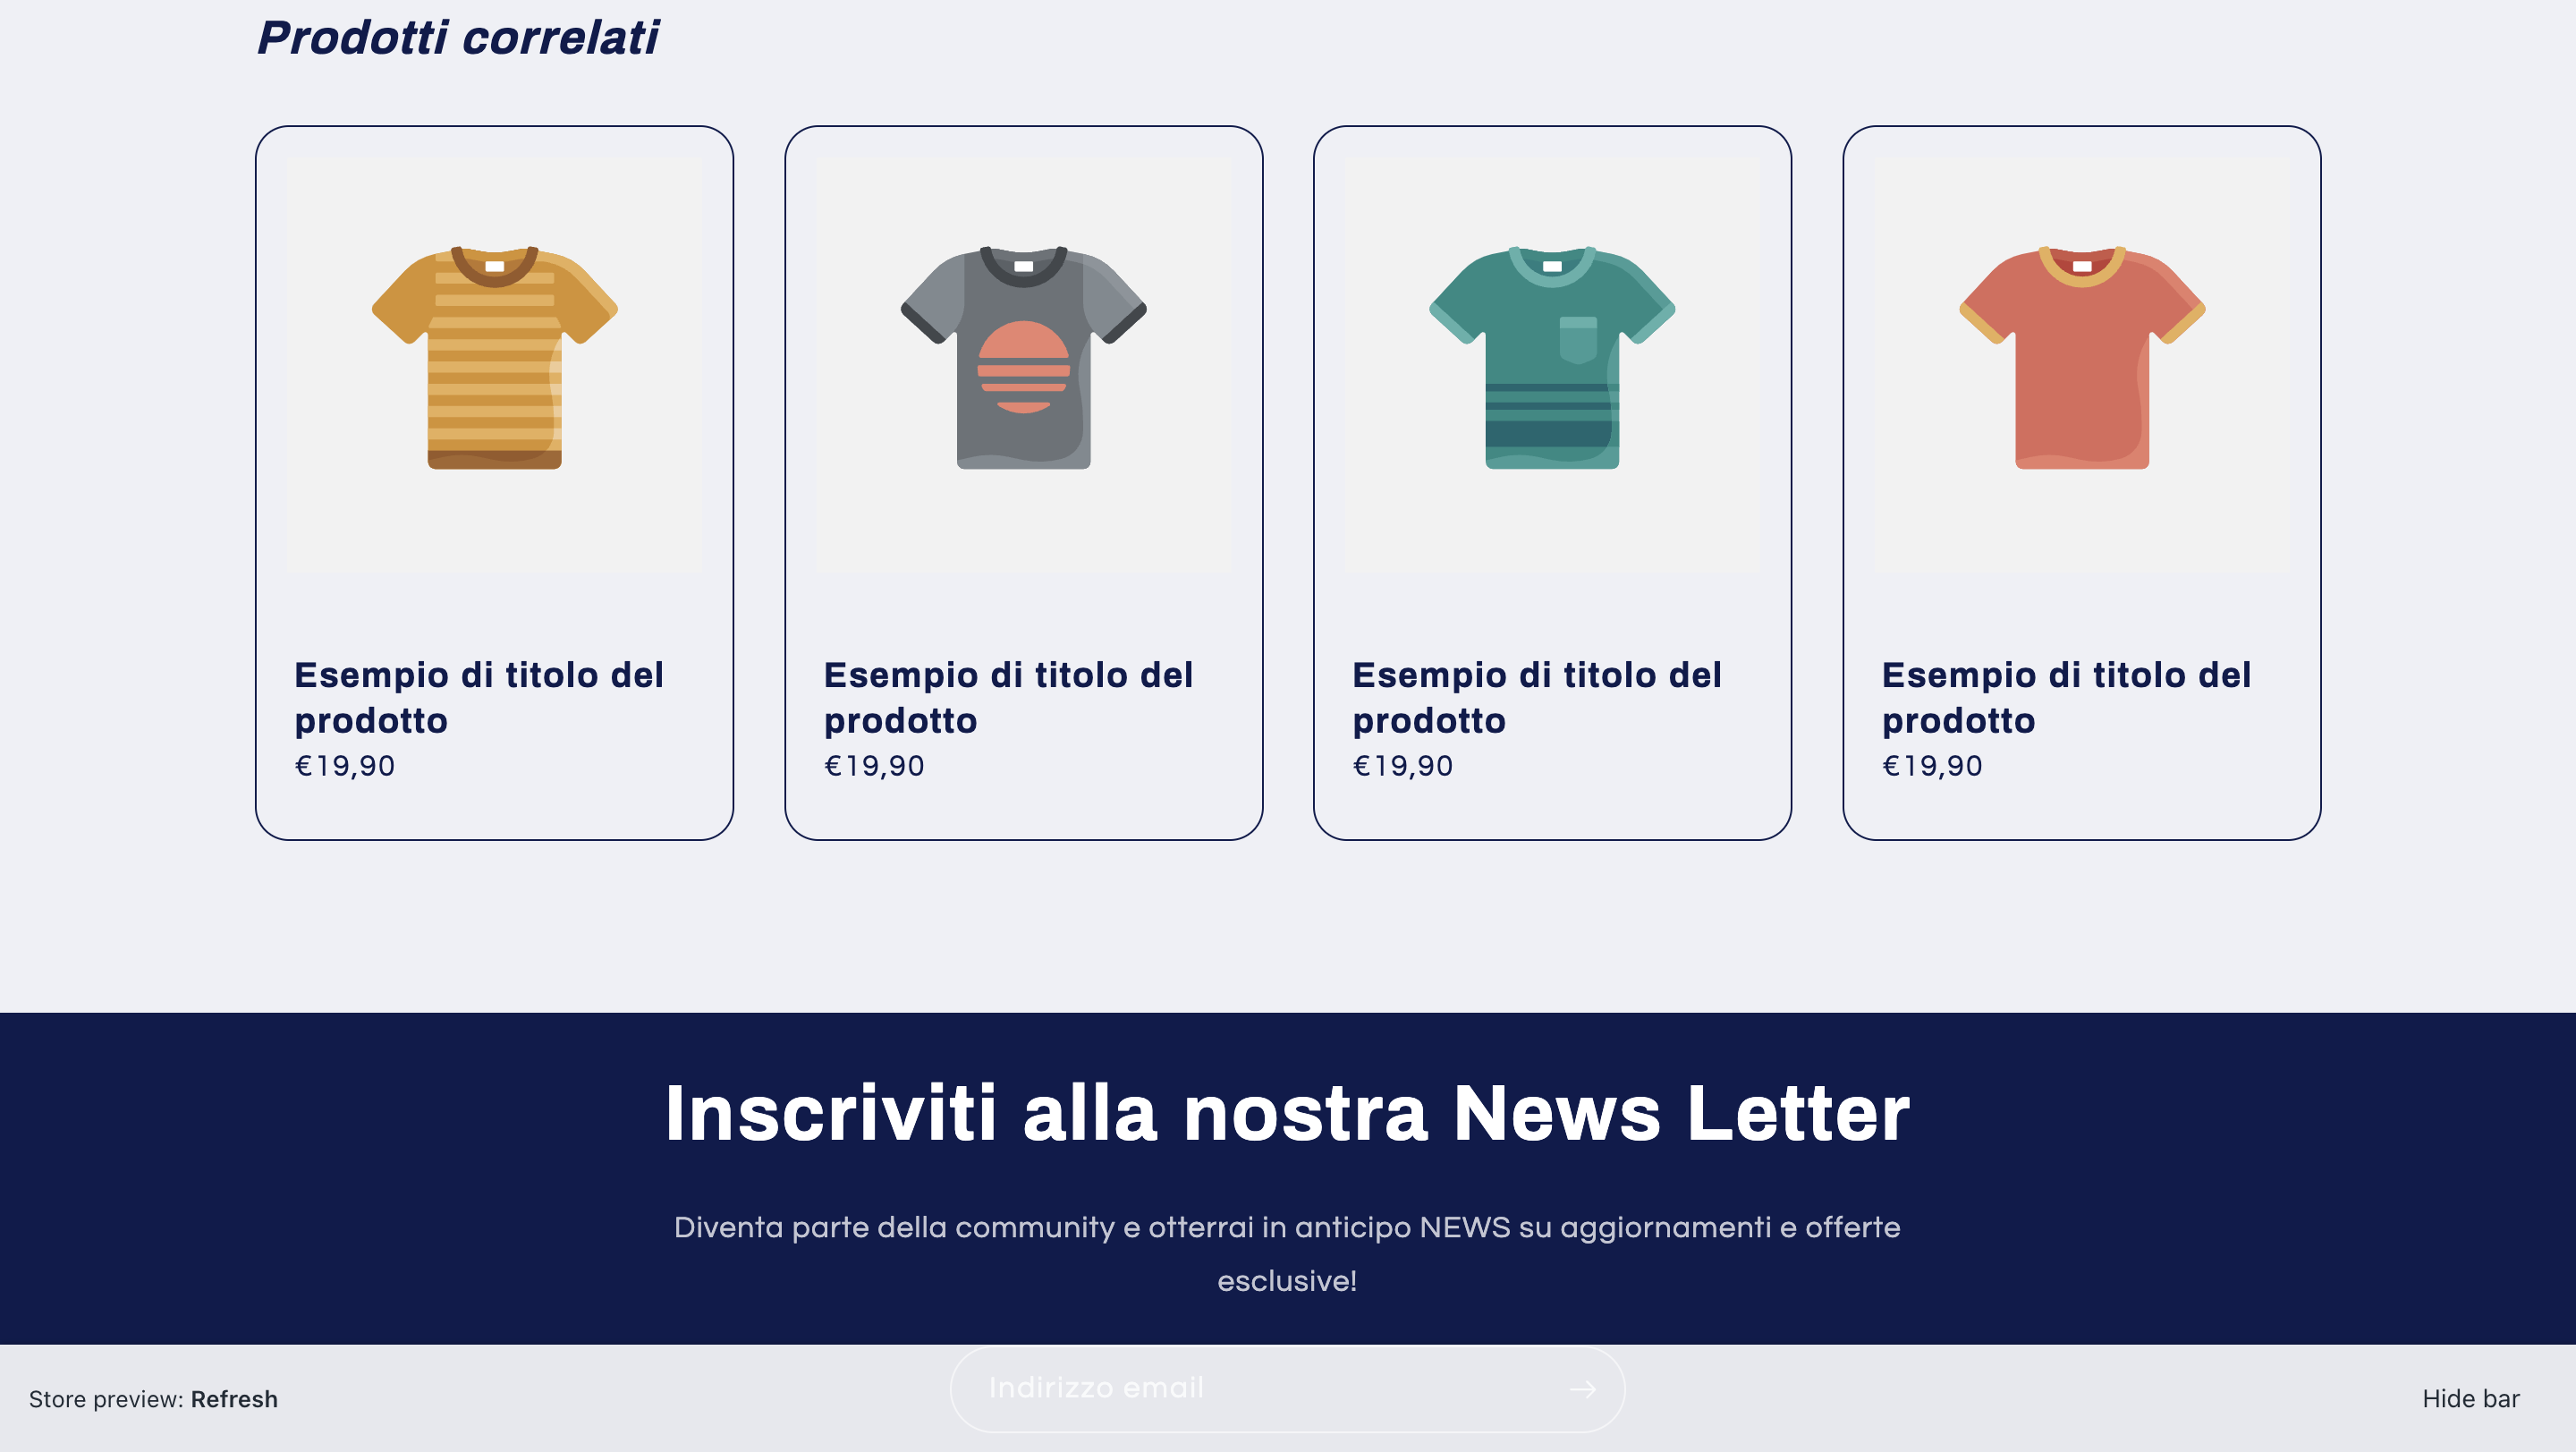 Prodotti correlati
Esempio di titolo del
prodotto
€19,90
Esempio di titolo del
prodotto
€19,90
Esempio di titolo del
prodotto
€19,90
Esempio di titolo del
prodotto
€19,90
Inscriviti alla nostra News Letter
Diventa parte della community e otterrai in anticipo NEWS su aggiornamenti e offerte
esclusive!
Indirizzo email
Store preview: Refresh
Hide bar